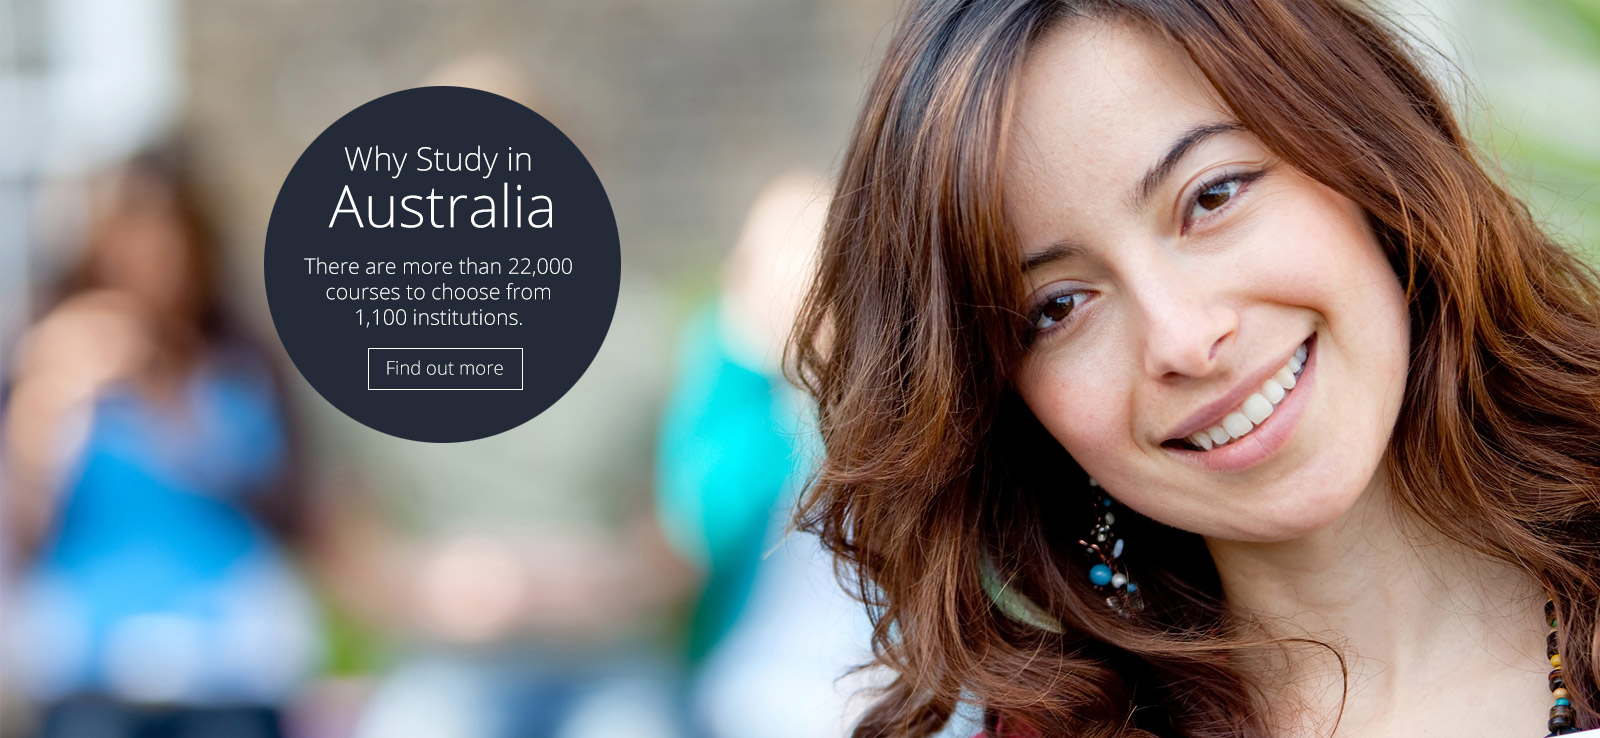 Why Study in
Australia
There are more than 22,000
courses to choose from
1,100 institutions.
Find out more